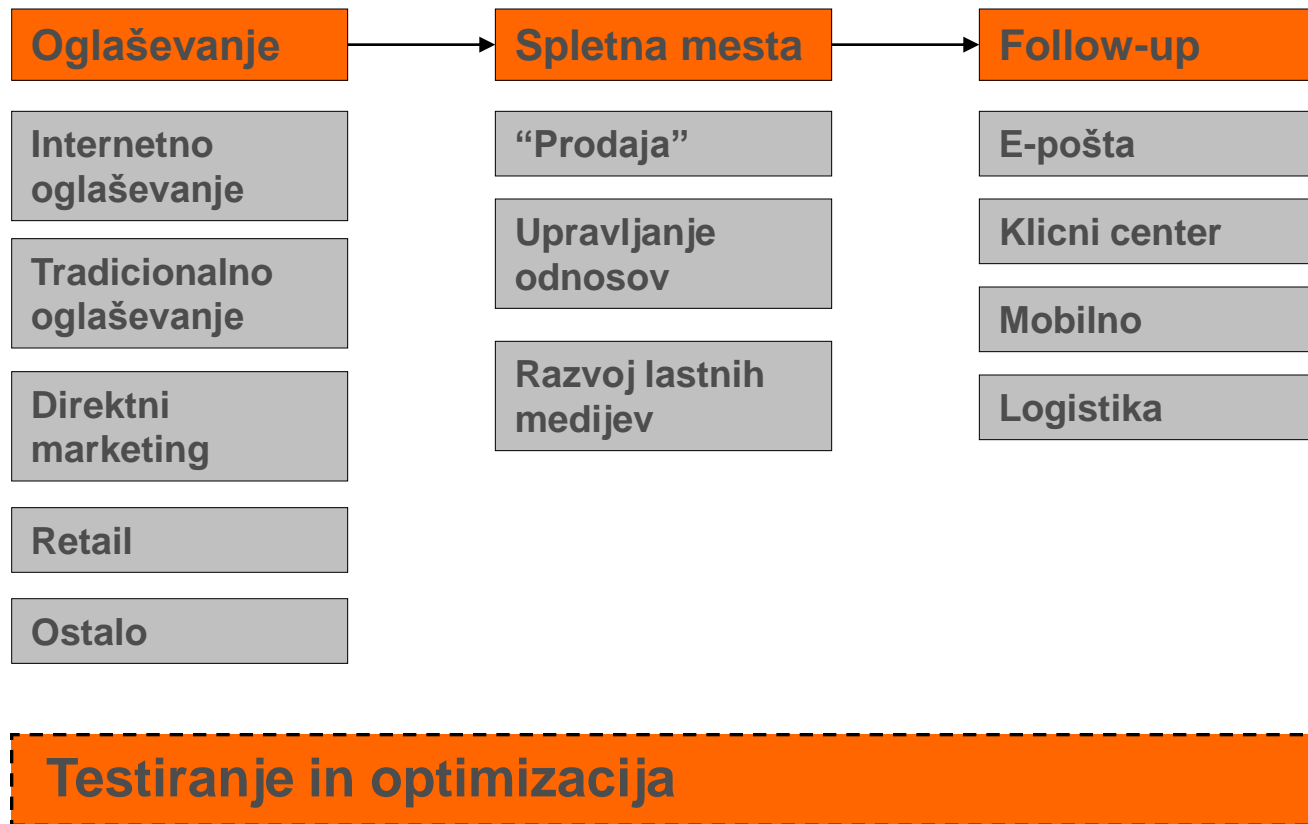 Oglaševanje
Spletna mesta
Follow-up
Internetno
oglaševanje
Tradicionalno
oglaševanje
Direktni
marketing
Retail
Ostalo
“Prodaja”
Upravljanje
odnosov
Razvoj lastnih
medijev
E-pošta
Klicni center
Mobilno
Logistika
Testiranje in optimizacija